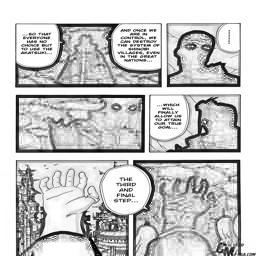 ...SO THAT
EVERYONE
HAS NO
CHOICE BUT
TO USE THE
AKATSUKI...
AND ONCE
WE ARE IN
CONTROL, WE
CAN DESTROY
THE SYSTEM OF
SHINOBI
VILLAGES, EVEN
IN THE GREAT
NATIONS...
........
...WHICH
WILL
FINALLY
ALLOW US
TO ATTAIN
OUR TRUE
GOAL...
THE
THIRD AND
FINAL
STEP...